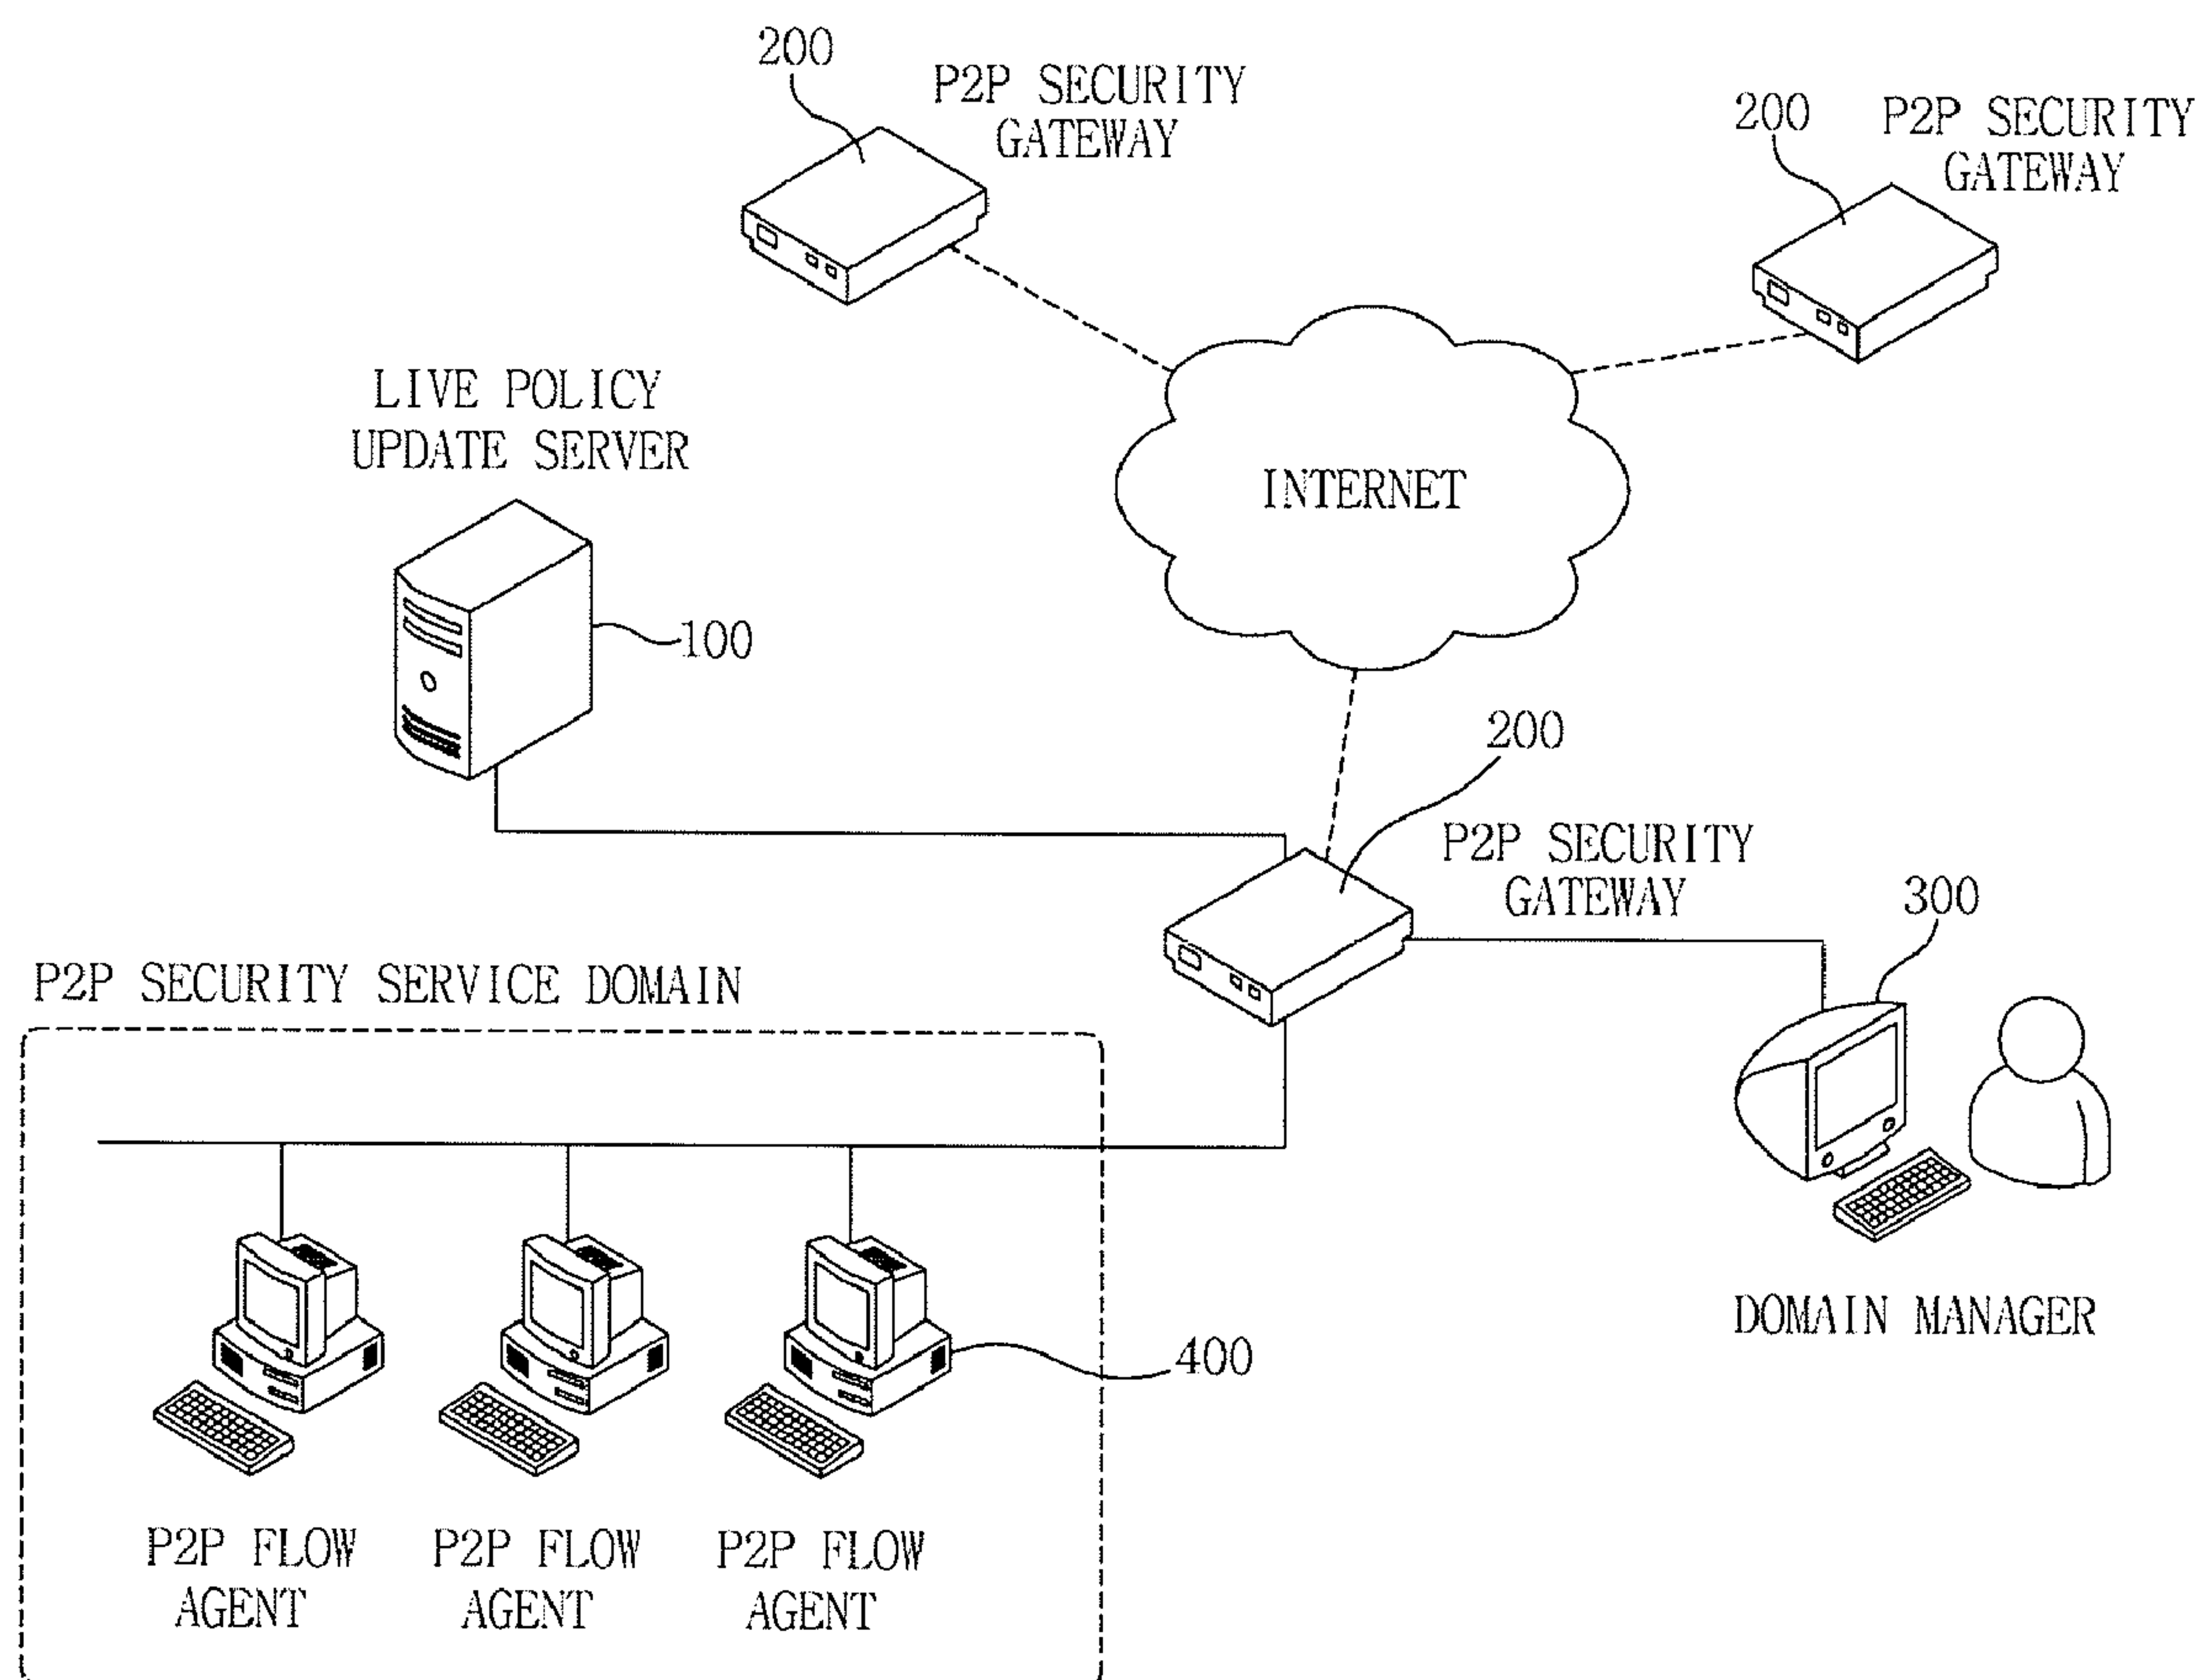 200
P2P SECURITY
GATEWAY
200
P2P SECURITY
GATEWAY
LIVE POLICY
UPDATE SERVER
INTERNET
100
200
P2P SECURITY
GATEWAY
300
P2P SECURITY SERVICE DOMAIN
DOMAIN MANAGER
400
P2P FLOW
AGENT
P2P FLOW
AGENT
P2P FLOW
AGENT